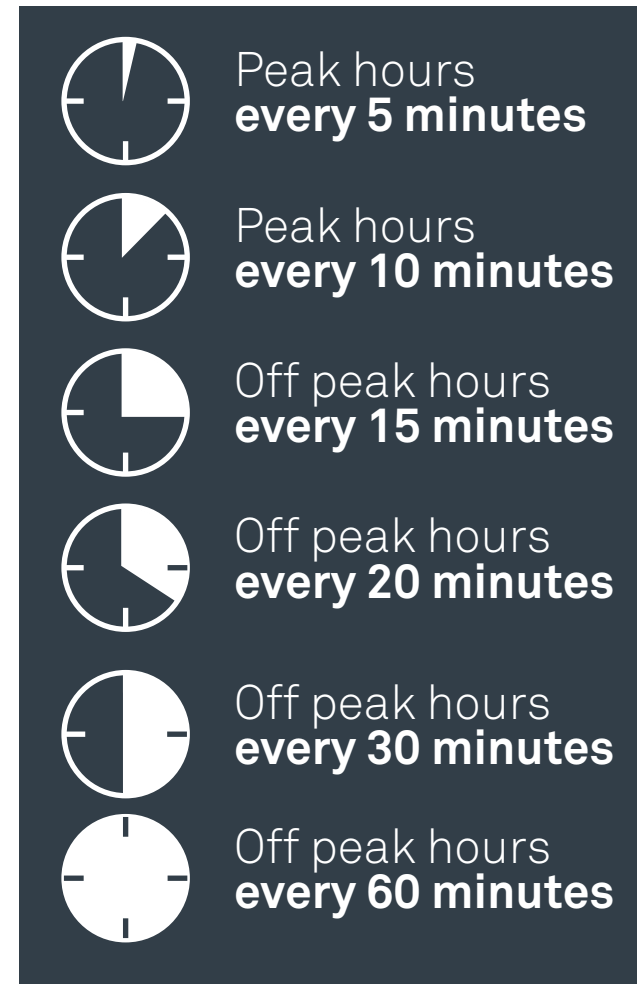 Peak hours
every 5 minutes
Peak hours
every 10 minutes
Off peak hours
every 15 minutes
Off peak hours
every 20 minutes
Off peak hours
every 30 minutes
Off peak hours
every 60 minutes